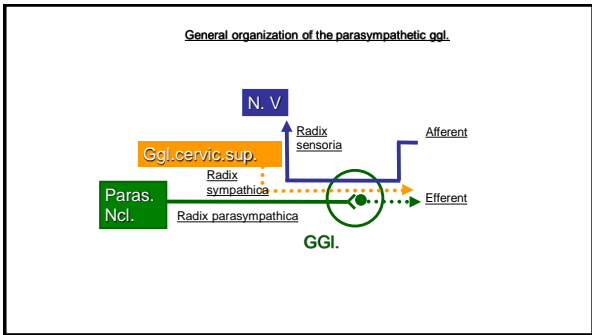 General organization of the parasympathetic ggl.
N. V
Radix
sensoria
Afferent
Ggl.cervic.sup.
Radix
sympathica
Paras.
Ncl.
Efferent
Radix parasympathica
GGl.